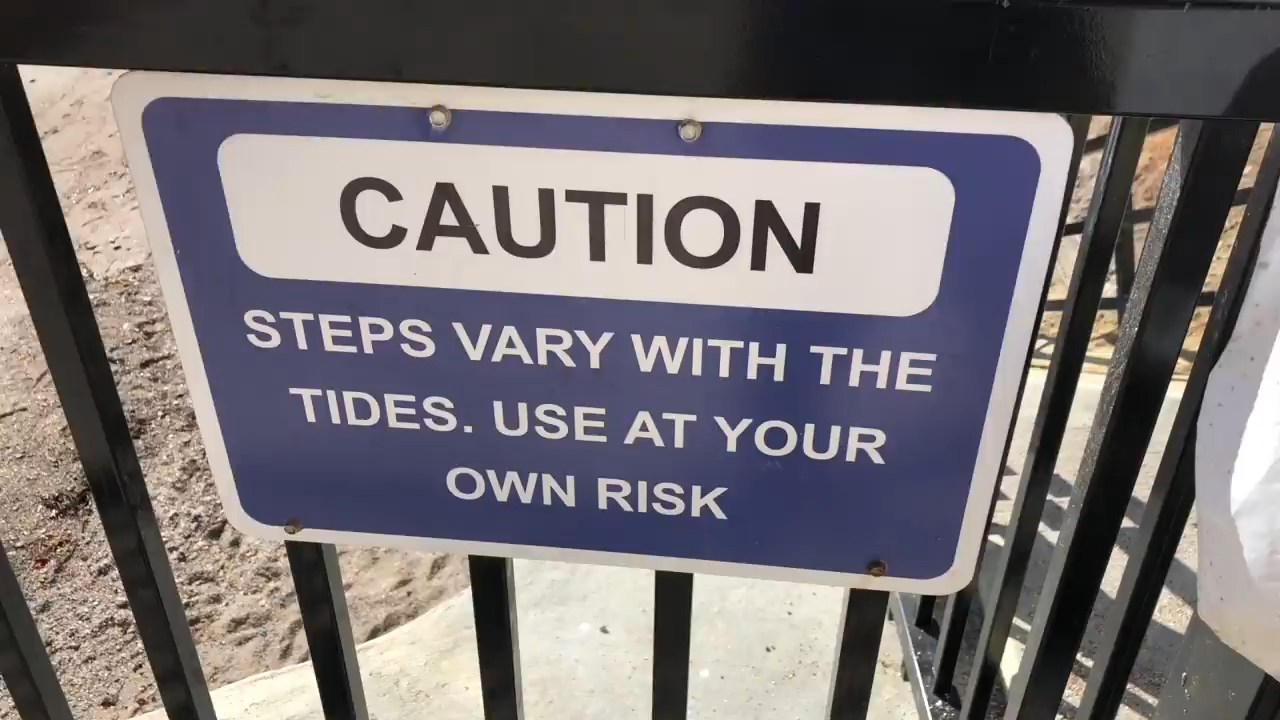 CAUTION
STEPS VARY WITH THE
TIDES. USE AT YOUR
OWN RISK